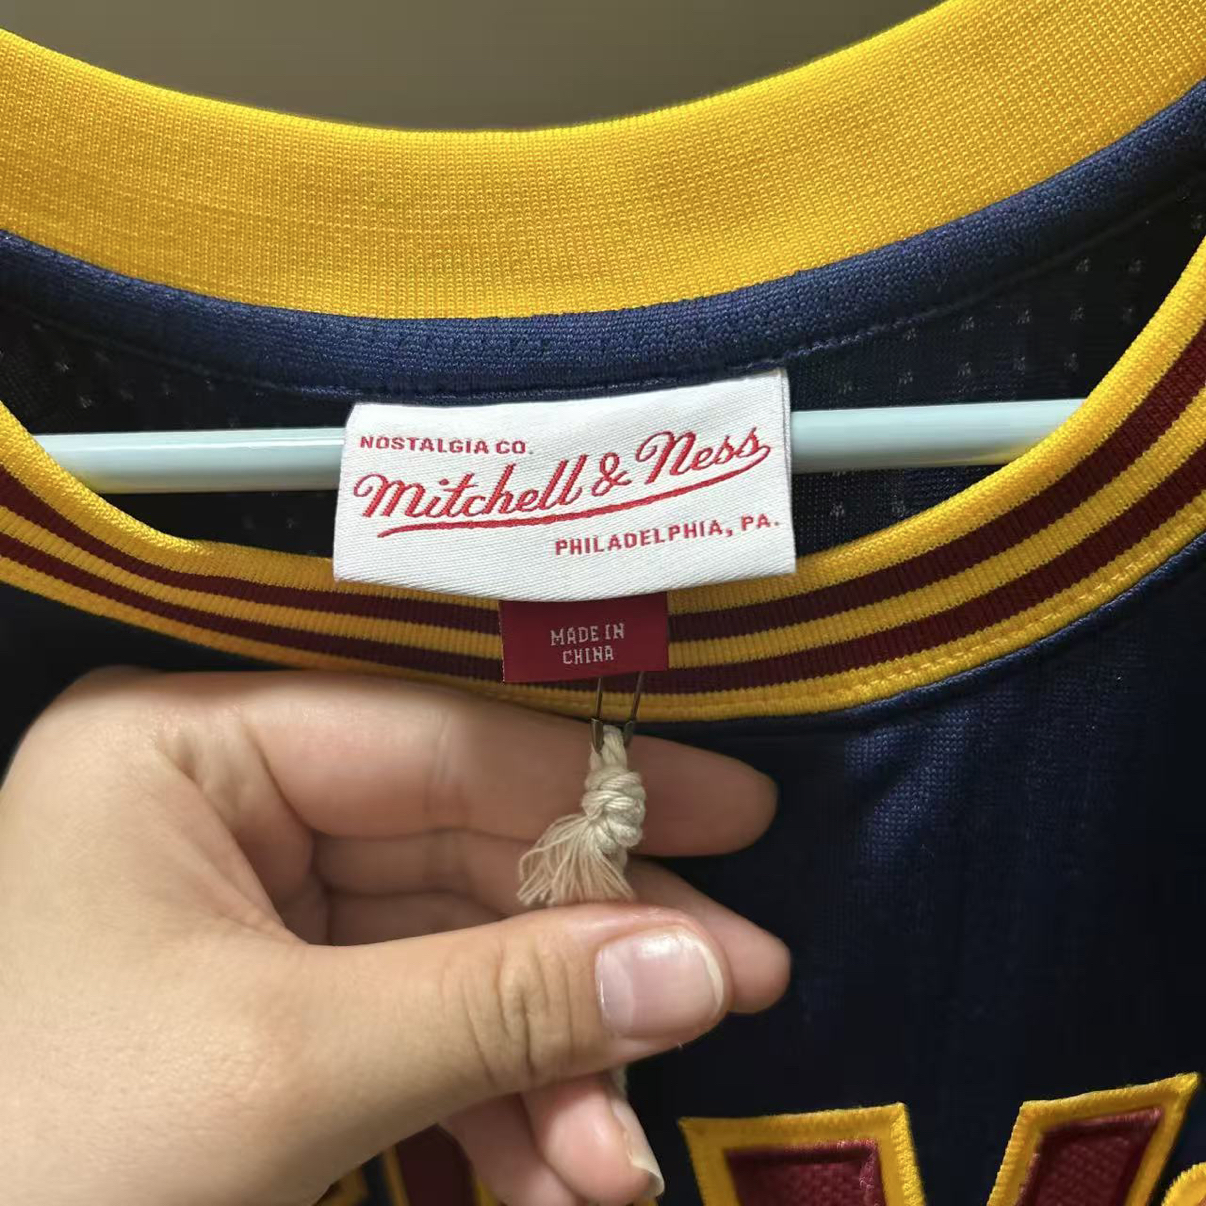 NOSTALGIA CO.
Mitchell & Ness
PHILADELPHIA, PA.
MADE IN
CHINA